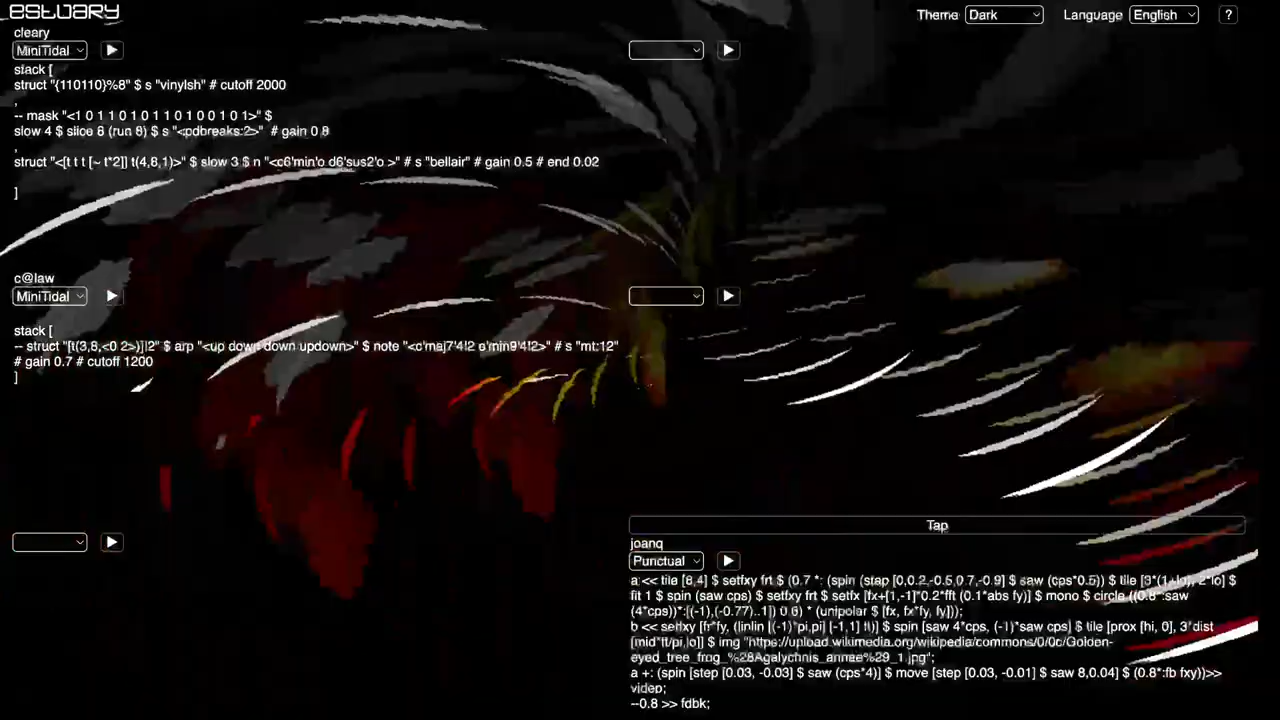 estuary
Theme Dark Language English ?
cleary
MiniTidal
stack [
struct "{110110}%8" $ s "vinylsh" # cutoff 2000
,
-- mask "<1 0 1 1 0 1 0 1 1 0 1 0 0 1 0 1>" $
slow 4 $ slice 8 (run 8) $ s "<pdbreaks:2>" # gain 0.8
,
struct "<[t t t [~ t*2]] t(4,8,1)>" $ slow 3 $ n "<c6'min'o d6'sus2'o >" # s "bellair" # gain 0.5 # end 0.02
]
c@law
MiniTidal
stack [
-- struct "[t(3,8,<0 2>)]!2" $ arp "<up down down updown>" $ note "<c'maj7'4!2 e'min9'4!2>" # s "mt:12"
# gain 0.7 # cutoff 1200
]
Tap
joanq
Punctual
a << tile [8,4] $ setfxy frt $ (0.7 *: (spin (step [0,0.2,-0.5,0.7,-0.9] $ saw (cps*0.5)) $ tile [3*(1+lo), 2*lo] $
fit 1 $ spin (saw cps) $ setfxy frt $ setfx [fx+[1,-1]*0.2*fft (0.1*abs fy)] $ mono $ circle ((0.8*:saw
(4*cps))*:[(-1),(-0.77)..1]) 0.6) * (unipolar $ [fx, fx*fy, fy]));
b << setfxy [fr*fy, (linlin [(-1)*pi,pi] [-1,1] ft)] $ spin [saw 4*cps, (-1)*saw cps] $ tile [prox [hi, 0], 3*dist
[mid*ft/pi,lo]] $ img "https://upload.wikimedia.org/wikipedia/commons/0/0c/Golden-
eyed_tree_frog_%28Agalychnis_annae%29_1.jpg";
a +: (spin [step [0.03, -0.03] $ saw (cps*4)] $ move [step [0.03, -0.01] $ saw 8,0.04] $ (0.8*:fb fxy))>>
video;
--0.8 >> fdbk;